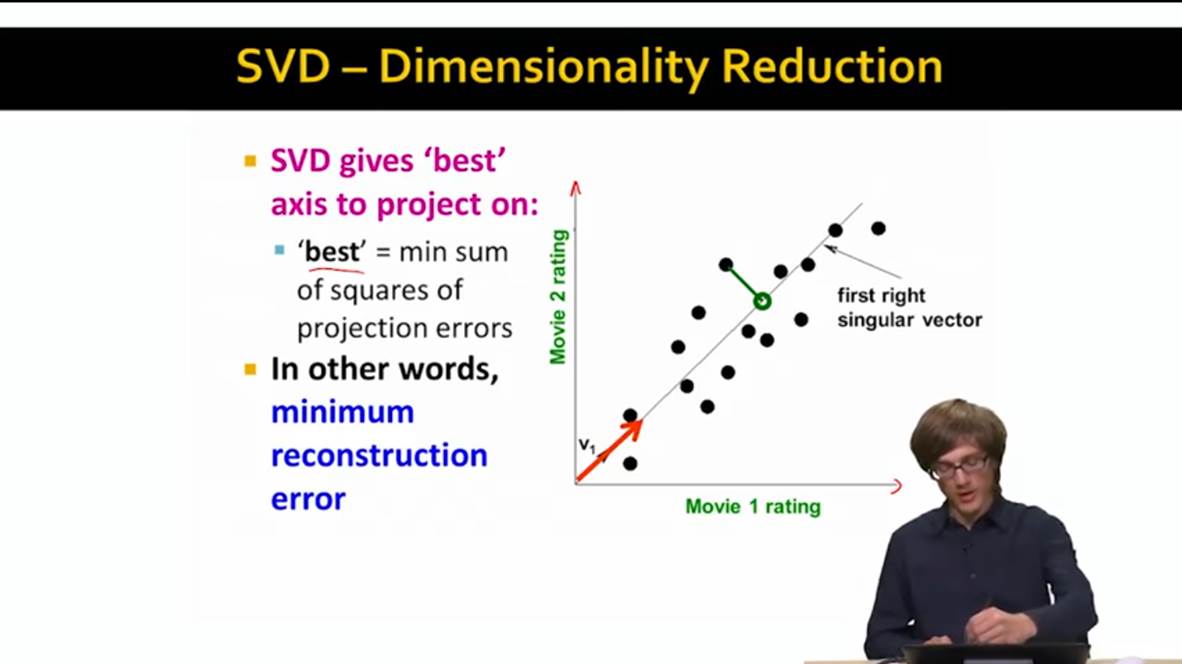 SVD – Dimensionality Reduction
SVD gives ‘best’
axis to project on:
‘best’ = min sum
of squares of
projection errors
In other words,
minimum
reconstruction
error
Movie 2 rating
first right
singular vector
v1
Movie 1 rating